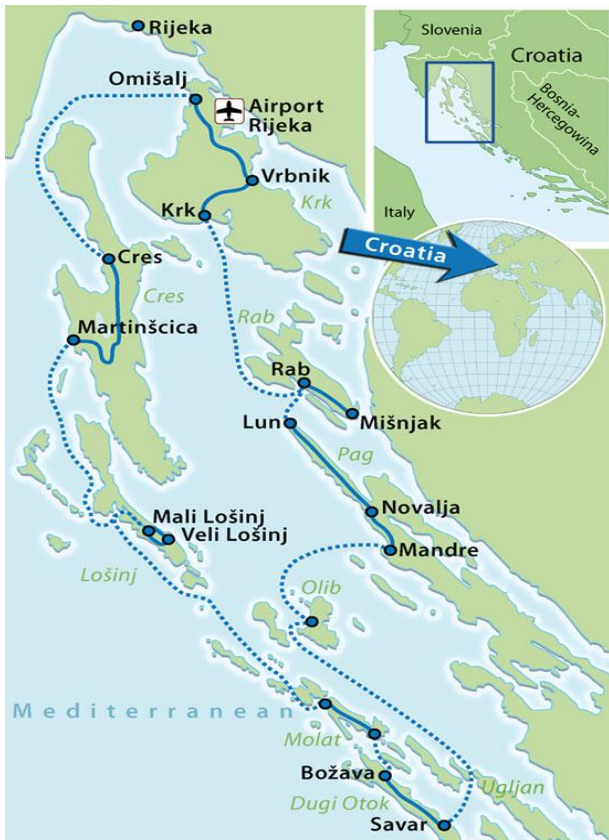 Rijeka
Omišalj
Airport
Rijeka
Vrbnik
Krk
Krk
Cres
Cres
Martinšcica
Rab
Rab
Mišnjak
Lun
Pag
Novalja
Mandre
Mali Lošinj
Veli Lošinj
Lošinj
Olib
Mediterranean
Molat
Božava
Dugi Otok
Ugljan
Savar
Slovenia
Croatia
Bosnia-
Hercegowina
Italy
Croatia